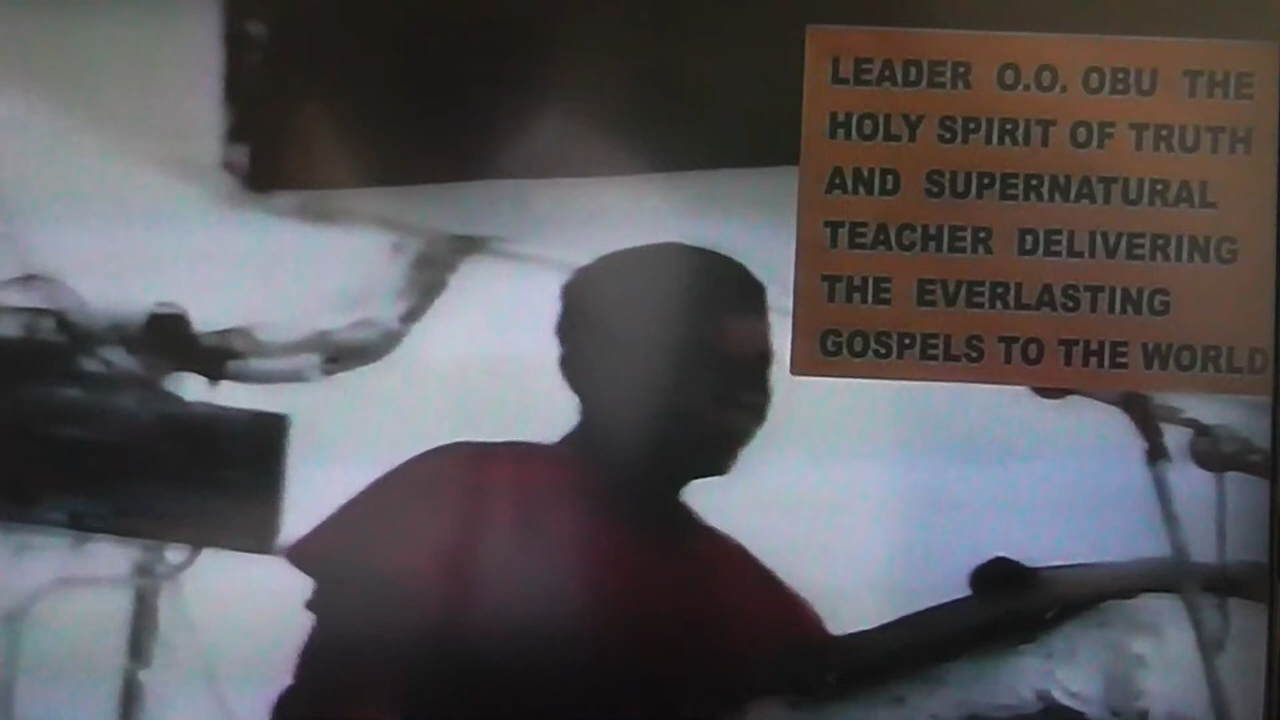 LEADER O.O. OBU THE
HOLY SPIRIT OF TRUTH
AND SUPERNATURAL
TEACHER DELIVERING
THE EVERLASTING
GOSPELS TO THE WORLD